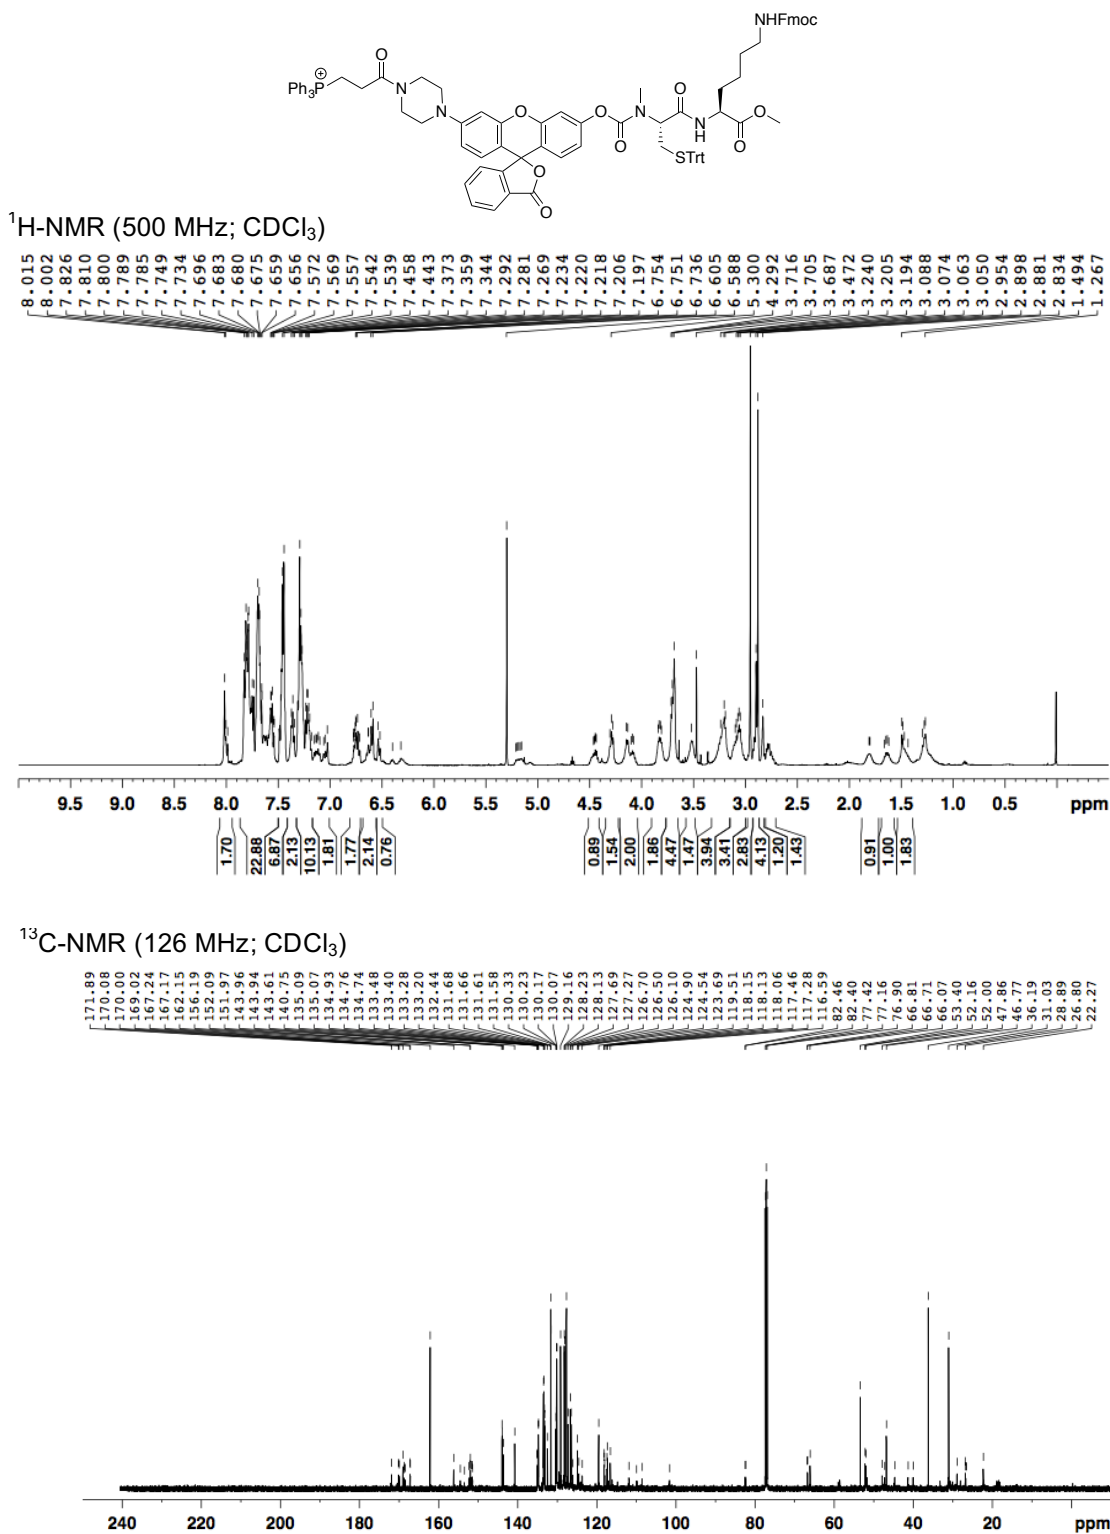 NHFmoc
O
Ph3P
⊕
N
N
O
O
O
N
O
N
H
O
O
STrt
O
O
1H-NMR (500 MHz; CDCl3)
8.015 8.002 7.826 7.810 7.800 7.789 7.785 7.749 7.734 7.696 7.683 7.680 7.675 7.659 7.656 7.572 7.569 7.557 7.542 7.539 7.458 7.443 7.373 7.359 7.344 7.292 7.281 7.269 7.234 7.220 7.218 7.206 7.197 6.754 6.751 6.736 6.605 6.588 5.300 4.292 3.716 3.705 3.687 3.472 3.240 3.205 3.194 3.088 3.074 3.063 3.050 2.954 2.898 2.881 2.834 1.494 1.267
9.5 9.0 8.5 8.0 7.5 7.0 6.5 6.0 5.5 5.0 4.5 4.0 3.5 3.0 2.5 2.0 1.5 1.0 0.5 ppm
1.70 22.88 6.87 2.13 10.13 1.81 1.77 2.14 0.76 0.89 1.54 2.00 1.86 4.47 1.47 3.94 3.41 2.83 4.13 1.20 1.43 0.91 1.00 1.83
13C-NMR (126 MHz; CDCl3)
171.89 170.08 170.00 169.02 167.24 167.17 162.15 156.19 152.09 151.97 143.96 143.94 143.61 140.75 135.09 135.07 134.93 134.76 134.74 133.48 133.40 133.28 133.20 132.44 131.68 131.66 131.61 131.58 130.33 130.23 130.17 130.07 129.16 128.23 128.13 127.69 127.27 126.70 126.50 126.10 124.90 124.54 123.69 119.51 118.15 118.13 118.06 117.46 117.28 116.59 82.46 82.40 77.42 77.16 76.90 66.81 66.71 66.07 53.40 52.16 52.00 47.86 46.77 36.19 31.03 28.89 26.80 22.27
240 220 200 180 160 140 120 100 80 60 40 20 ppm